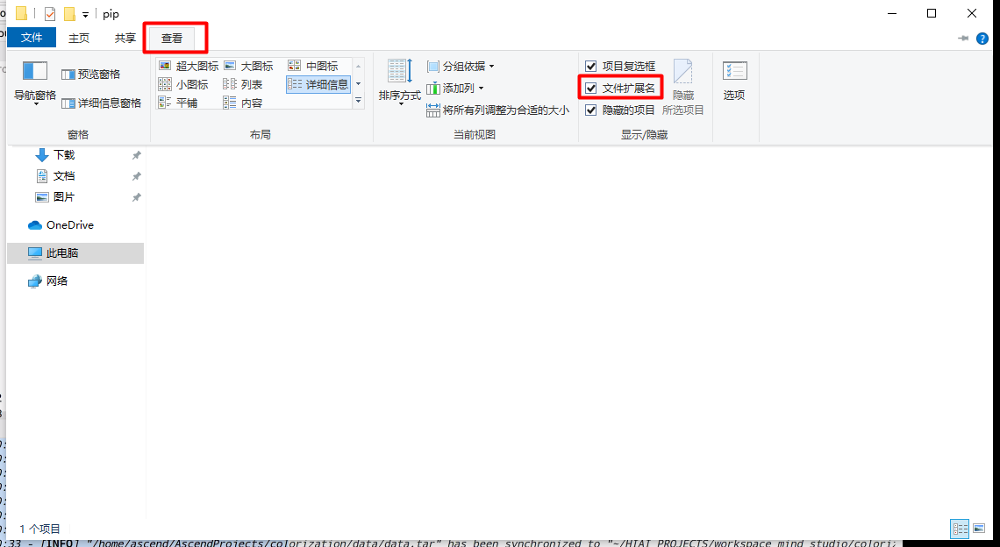 pip
文件 主页 共享 查看
导航窗格 预览窗格 详细信息窗格
超大图标 大图标 中图标
小图标 列表 详细信息
平铺 内容
排序方式 分组依据
添加列
将所有列调整为合适的大小
项目复选框
文件扩展名
隐藏的项目
隐藏
所选项目
选项
窗格 布局 当前视图 显示/隐藏
下载
文档
图片
OneDrive
此电脑
网络
1 个项目
:33 - [INFO] "/home/ascend/AscendProjects/colorization/data/data.tar" has been synchronized to "~/HIAI_PROJECTS/workspace_mind_studio/coloriz